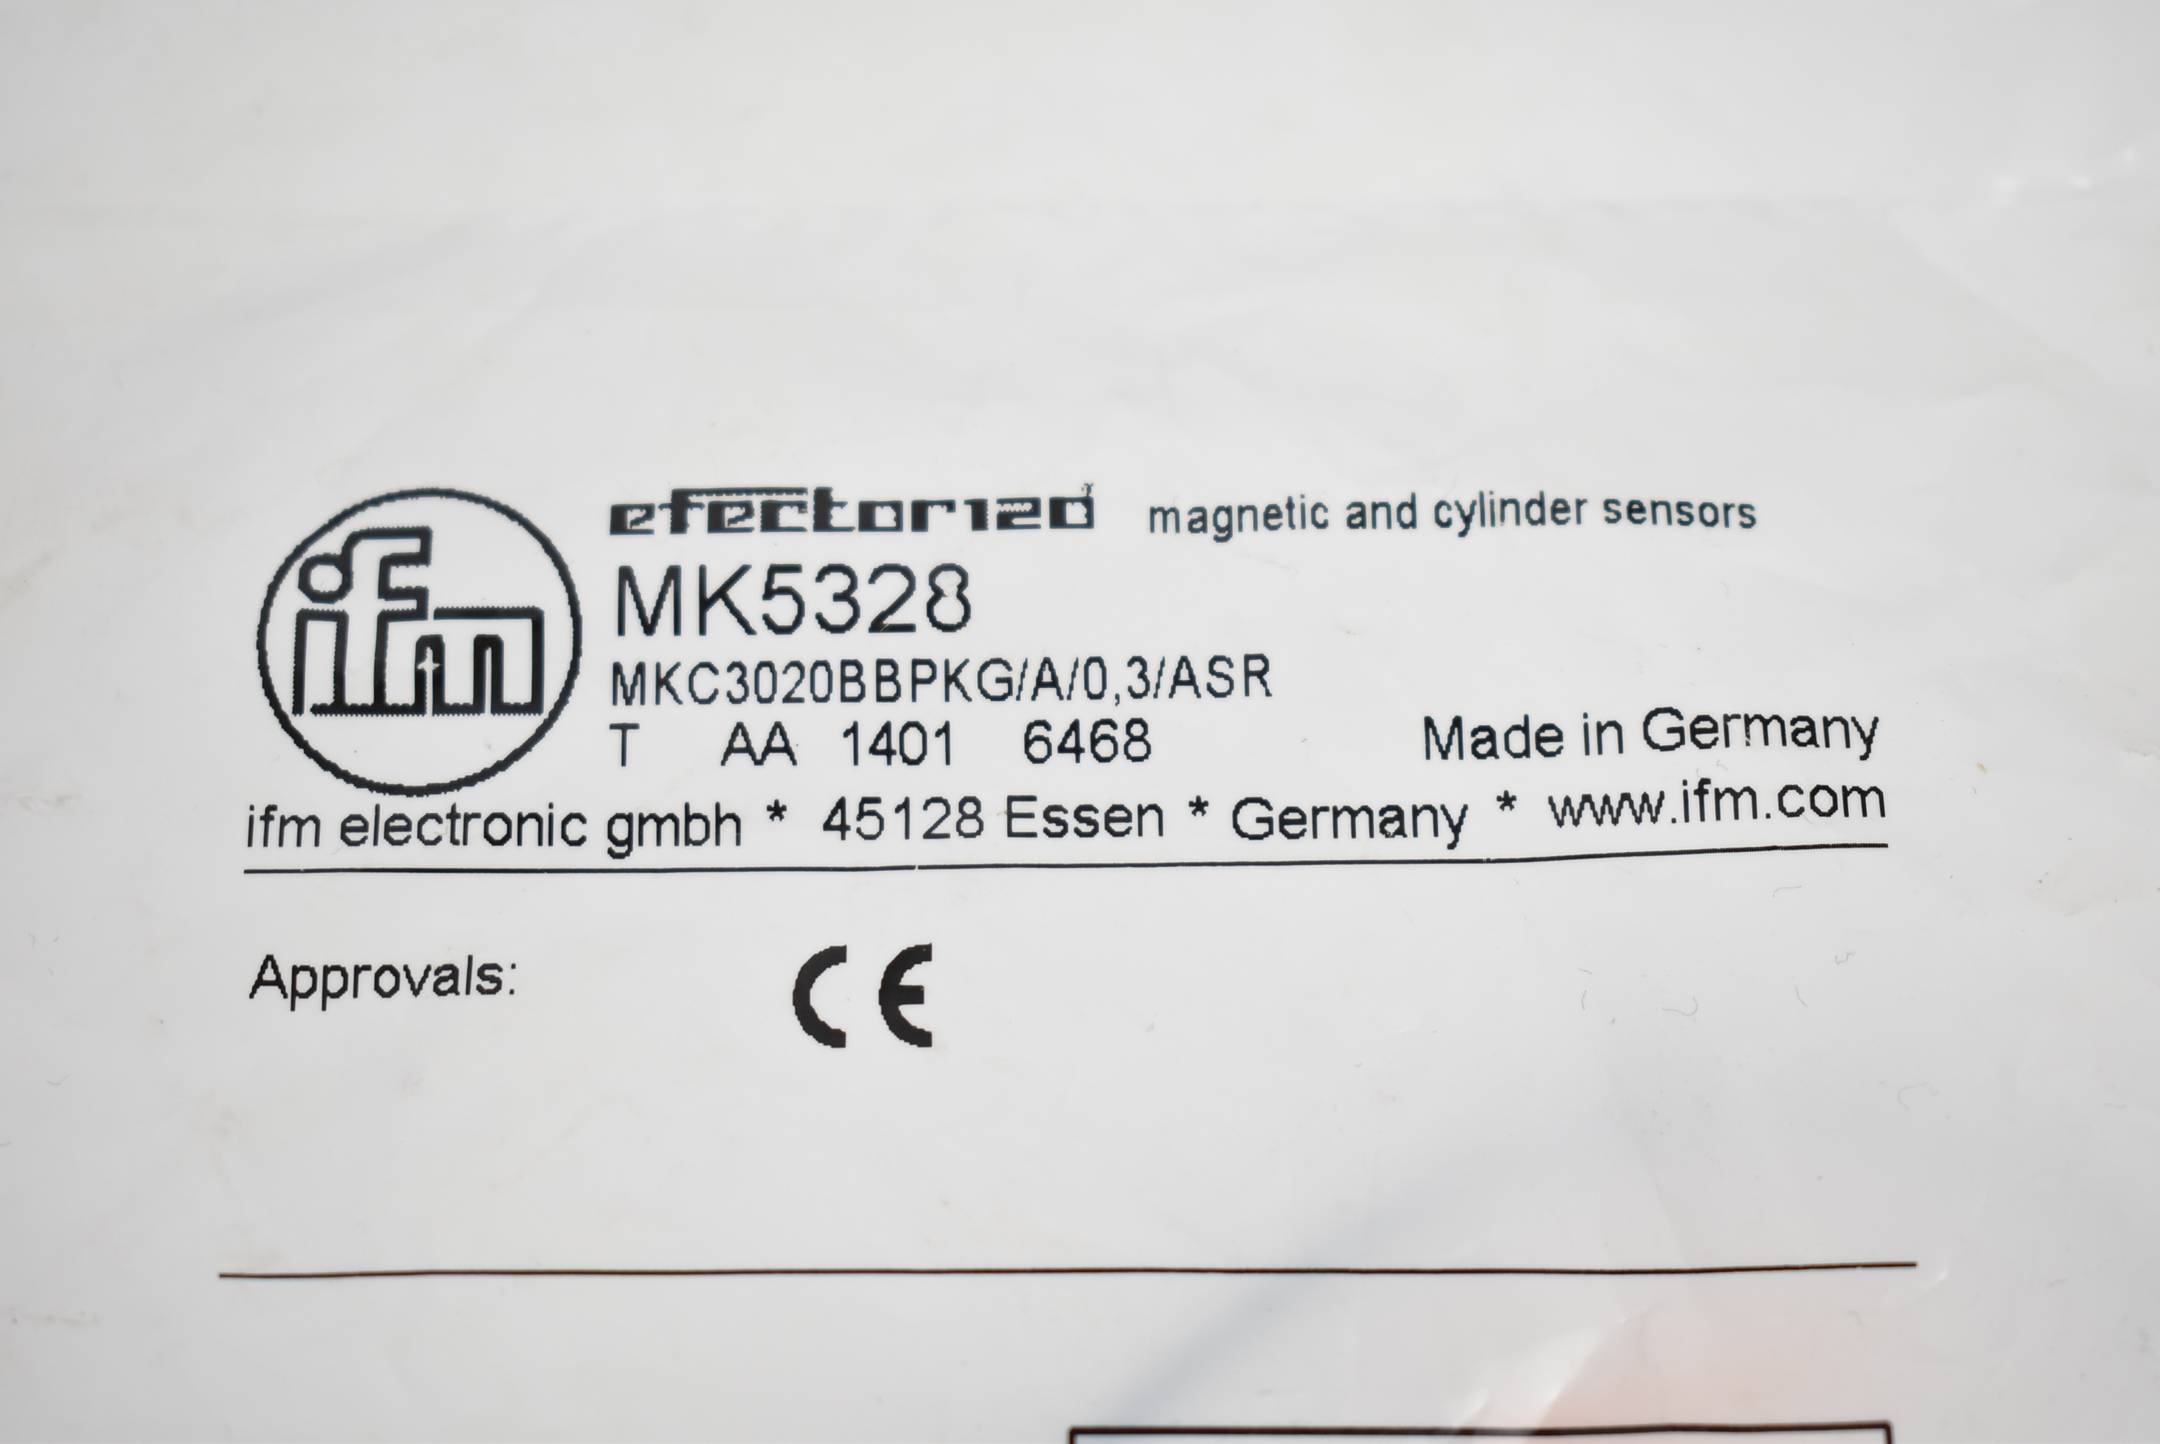 efector120 magnetic and cylinder sensors
ifm
MK5328
MKC3020BBPKG/A/0,3/ASR
T AA 1401 6468 Made in Germany
ifm electronic gmbh * 45128 Essen * Germany * www.ifm.com
Approvals: CE